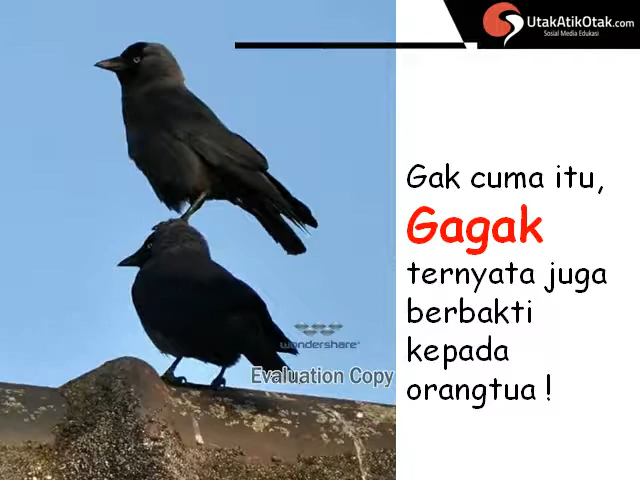 UtakAtikOtak.com
Sosial Media Edukasi
Gak cuma itu,
Gagak
ternyata juga
berbakti
kepada
orangtua !
wondershare
Evaluation Copy